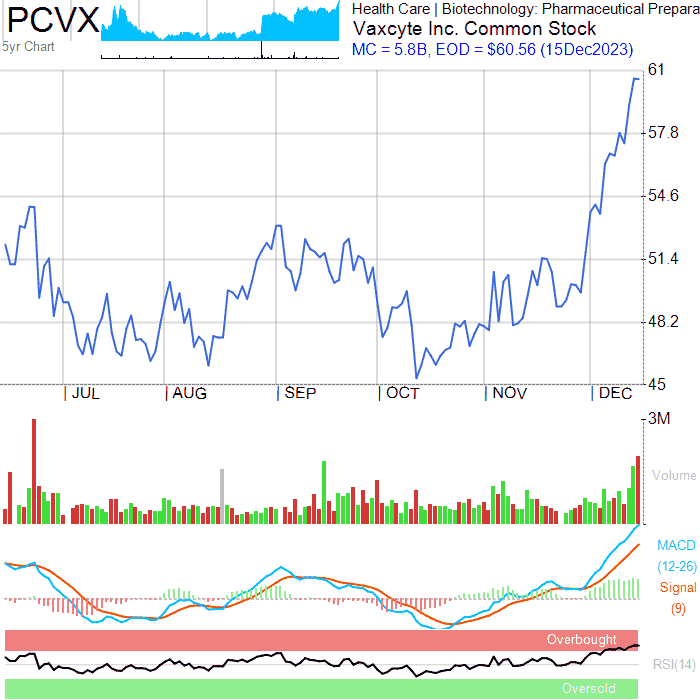 PCVX
5yr Chart
Health Care | Biotechnology: Pharmaceutical Prepara
Vaxcyte Inc. Common Stock
MC = 5.8B, EOD = $60.56 (15Dec2023)
61
57.8
54.6
51.4
48.2
45
| JUL | AUG | SEP | OCT | NOV | DEC
3M
Volume
MACD
(12-26)
Signal
(9)
Overbought
RSI(14)
Oversold